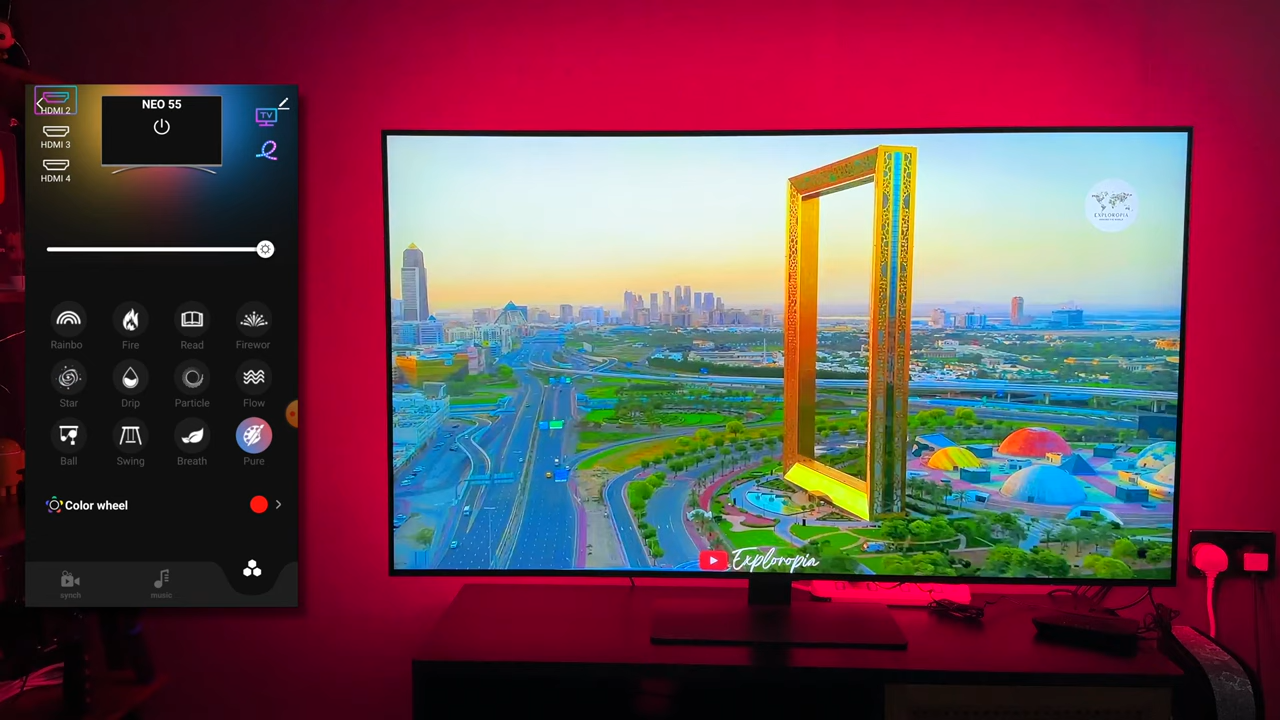 HDMI 2
NEO 55
TV
HDMI 3
HDMI 4
Rainbo
Fire
Read
Firewor
Star
Drip
Particle
Flow
Ball
Swing
Breath
Pure
Color wheel
synch
music
EXPLOROPIA
Exploropia